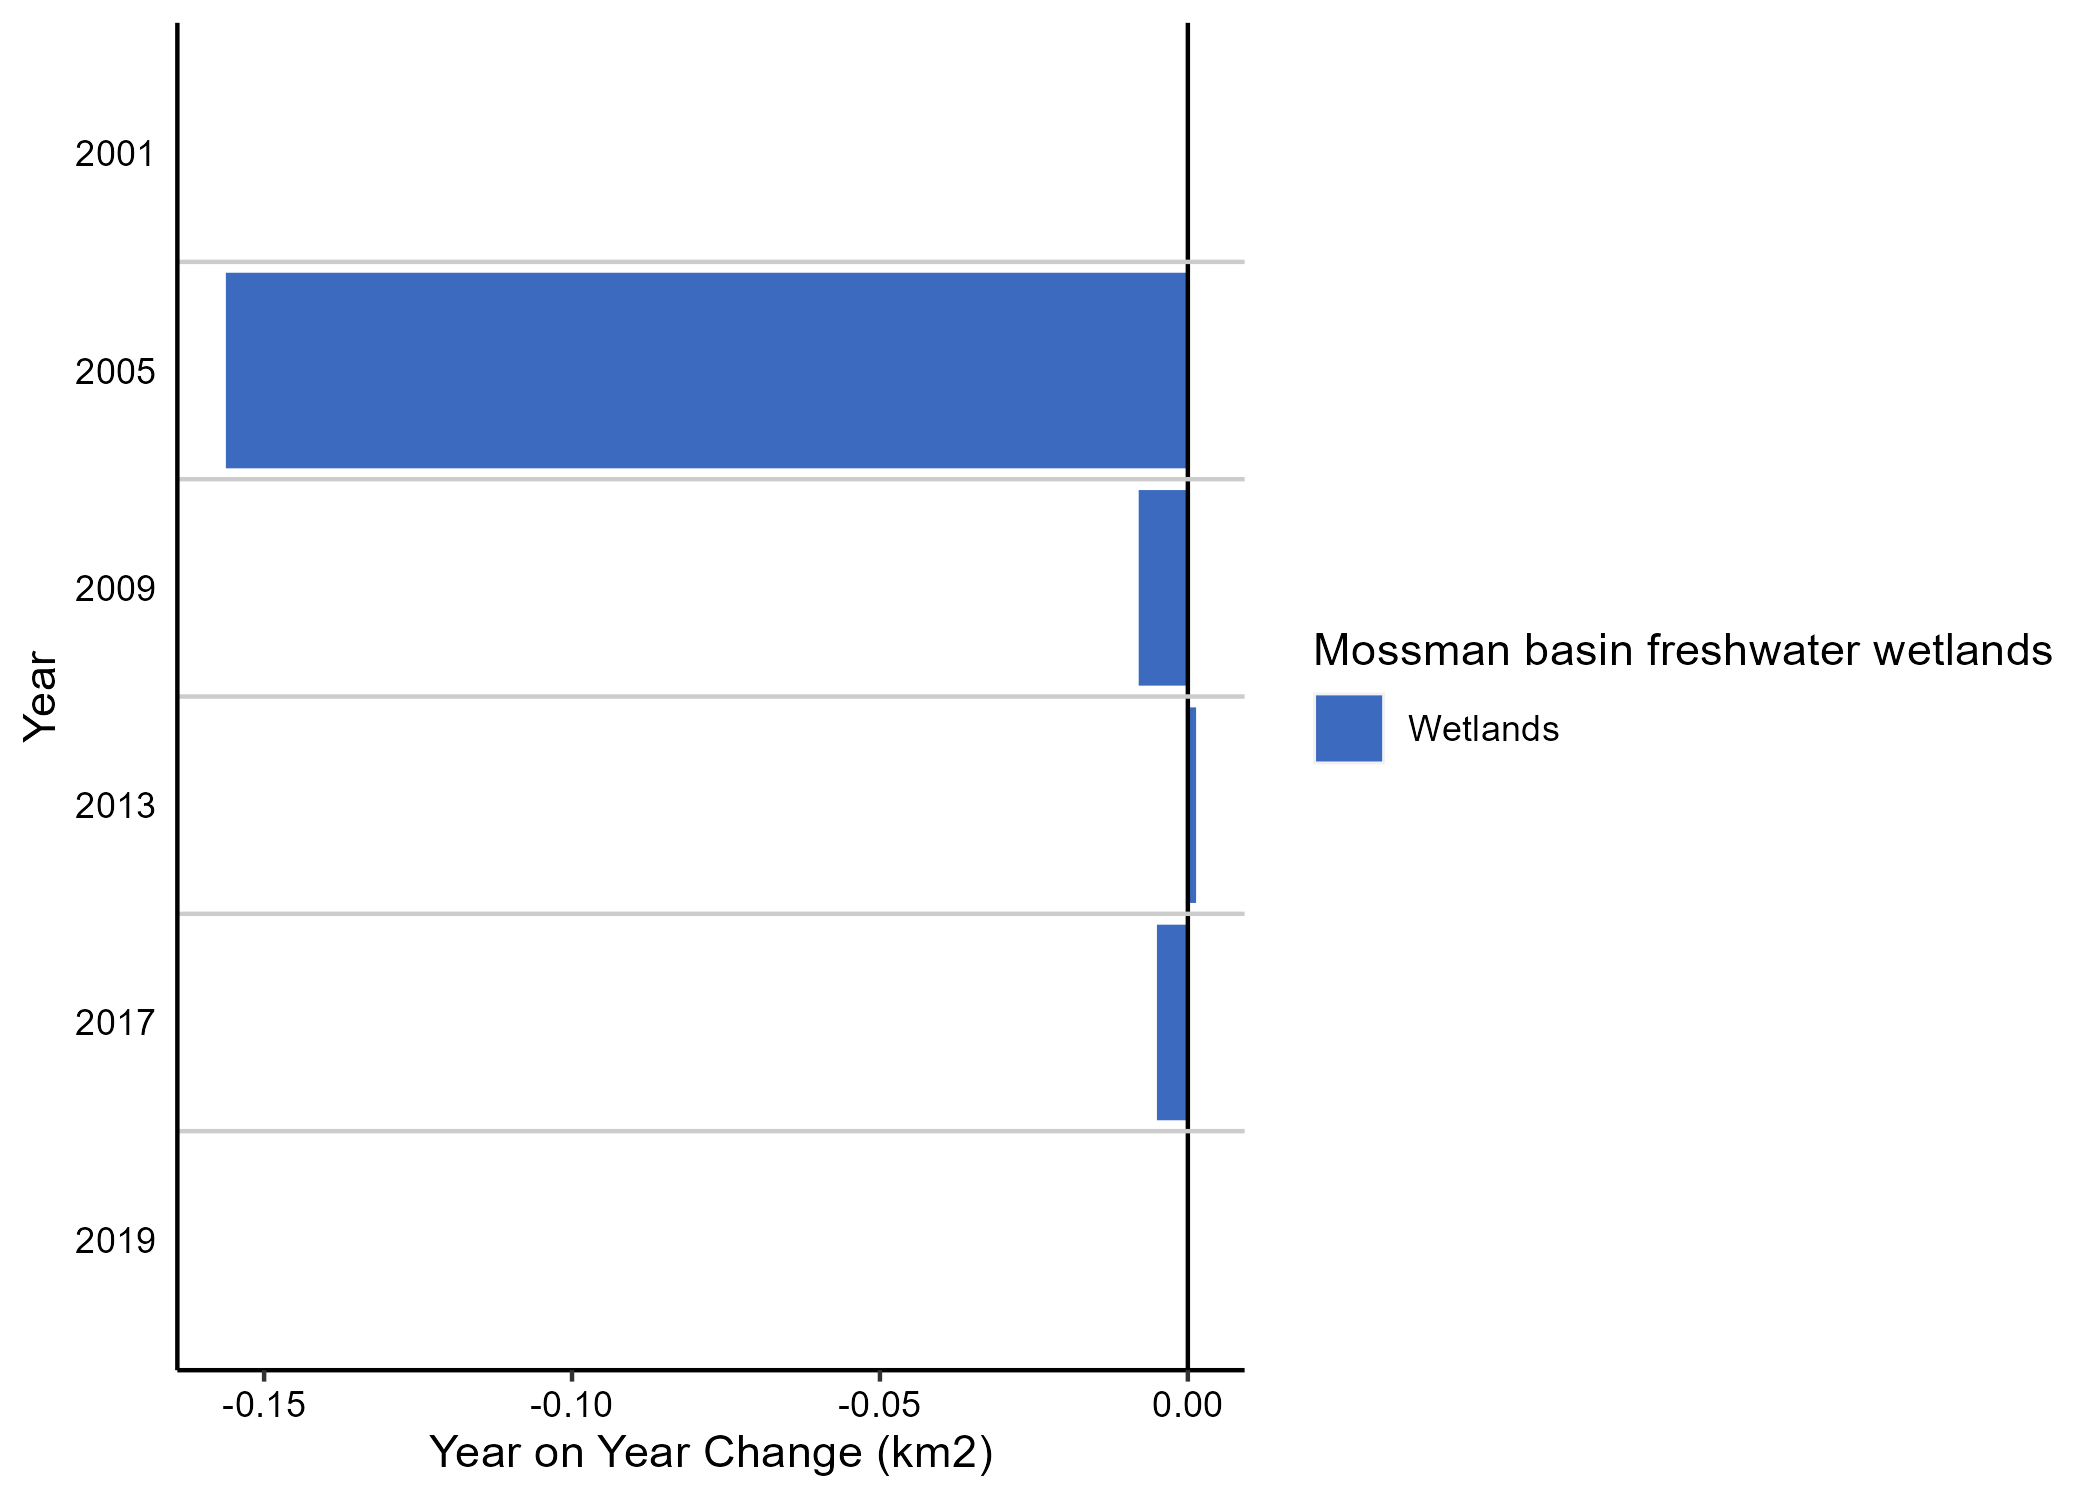 2001
2005
2009
2013
2017
2019
Year
-0.15 -0.10 -0.05 0.00
Year on Year Change (km2)
Mossman basin freshwater wetlands
Wetlands